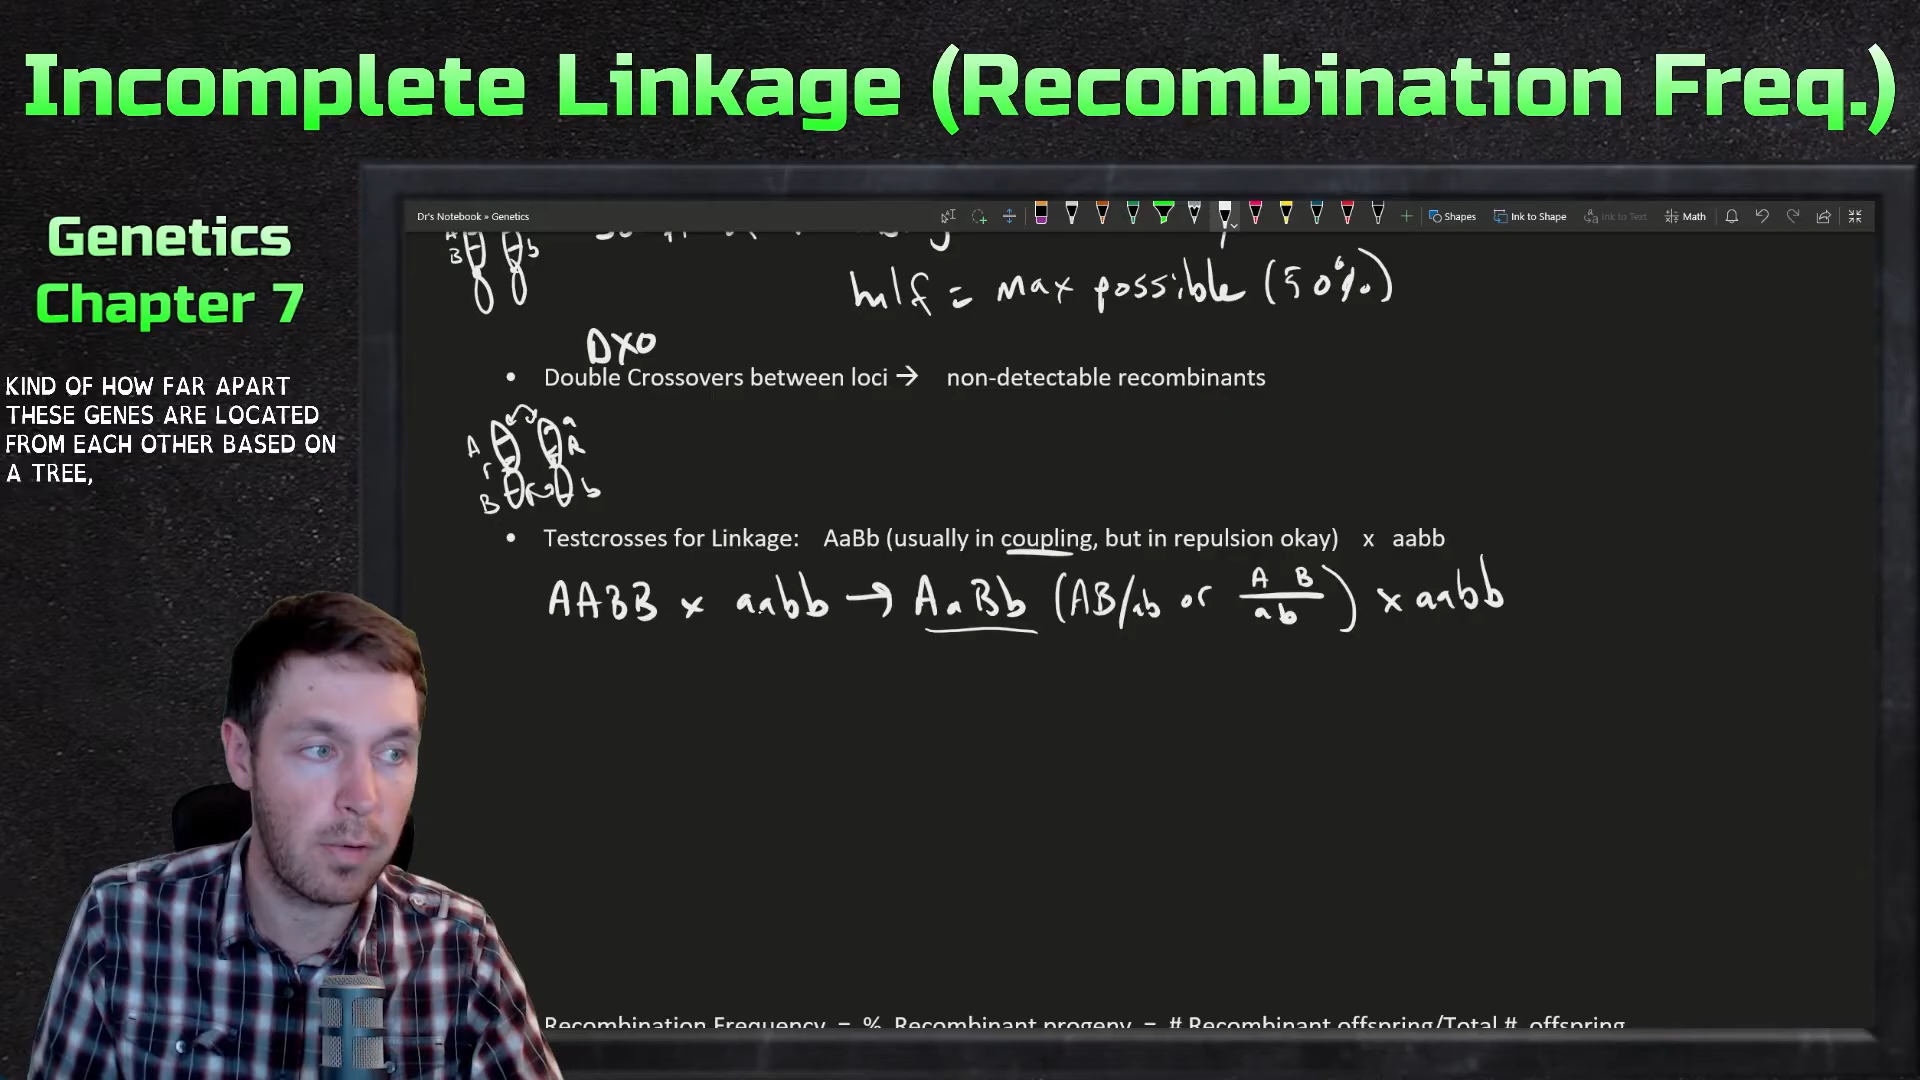 Incomplete Linkage (Recombination Freq.)
Genetics
Chapter 7
KIND OF HOW FAR APART
THESE GENES ARE LOCATED
FROM EACH OTHER BASED ON
A TREE,
Dr's Notebook » Genetics
Shapes
Ink to Shape
Ink to Text
Math
B b
half = max possible (50%)
DXO
• Double Crossovers between loci → non-detectable recombinants
A a
r R
B b
• Testcrosses for Linkage: AaBb (usually in coupling, but in repulsion okay) x aabb
AABB x aabb → AaBb (AB/ab or A B / ab) x aabb
Recombination Frequency = % Recombinant progeny = # Recombinant offspring/Total # offspring